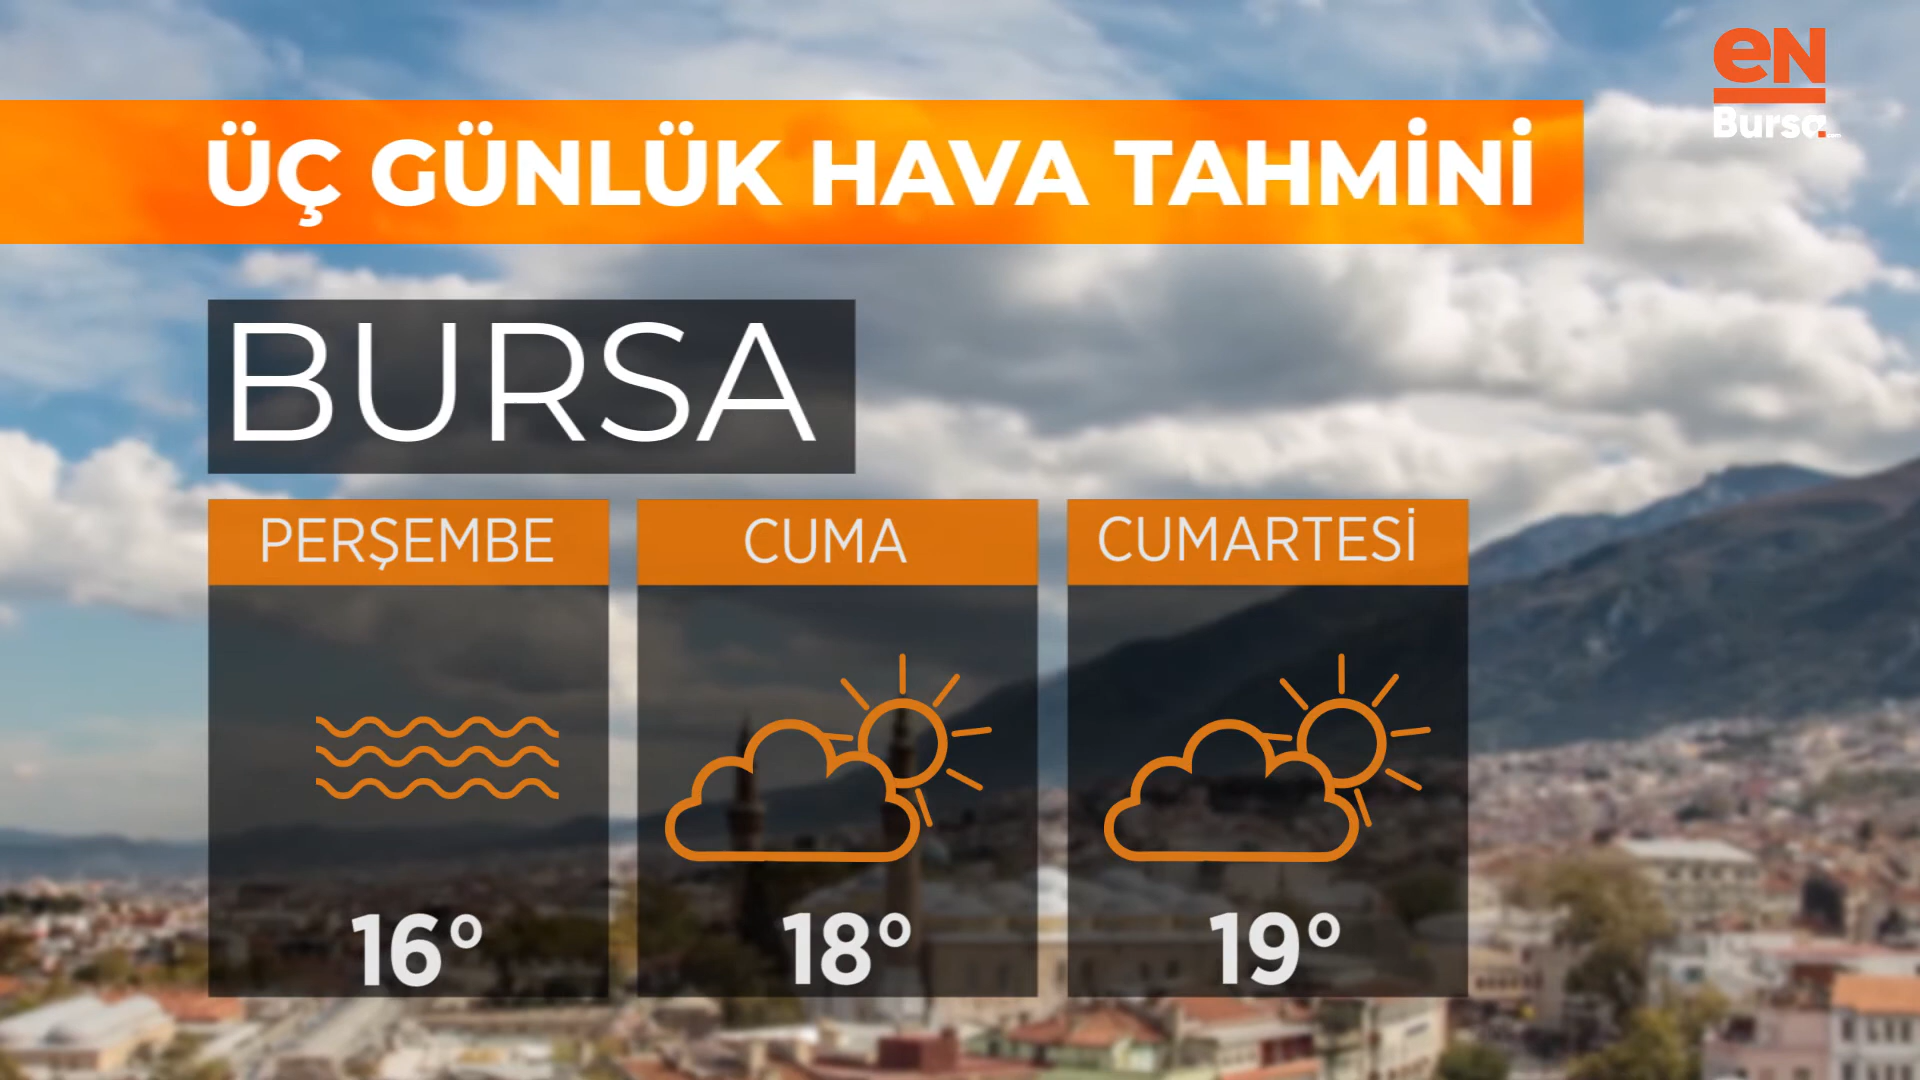 eN
Bursa.
ÜÇ GÜNLÜK HAVA TAHMİNİ
BURSA
PERŞEMBE
CUMA
CUMARTESİ
16°
18°
19°